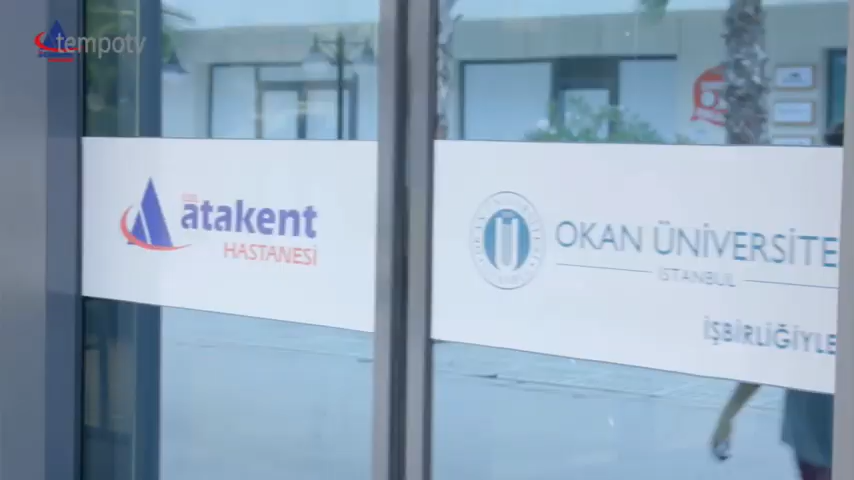 tempotv
atakent
HASTANESİ
OKAN ÜNİVERSİTE
İSTANBUL
İŞBİRLİĞİYLE